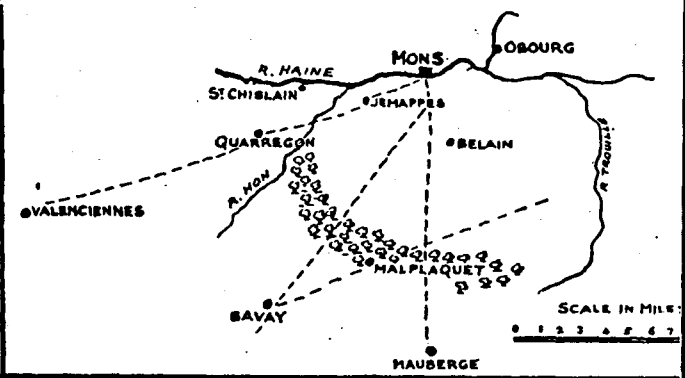 MONS
OBOURG
R. HAINE
ST CHISLAIN
JEMAPPES
QUARREGON
BELAIN
R. TROUILLE
R. HON
VALENCIENNES
MALPLAQUET
BAVAY
SCALE IN MILES
0 1 2 3 4 5 6 7
MAUBERGE